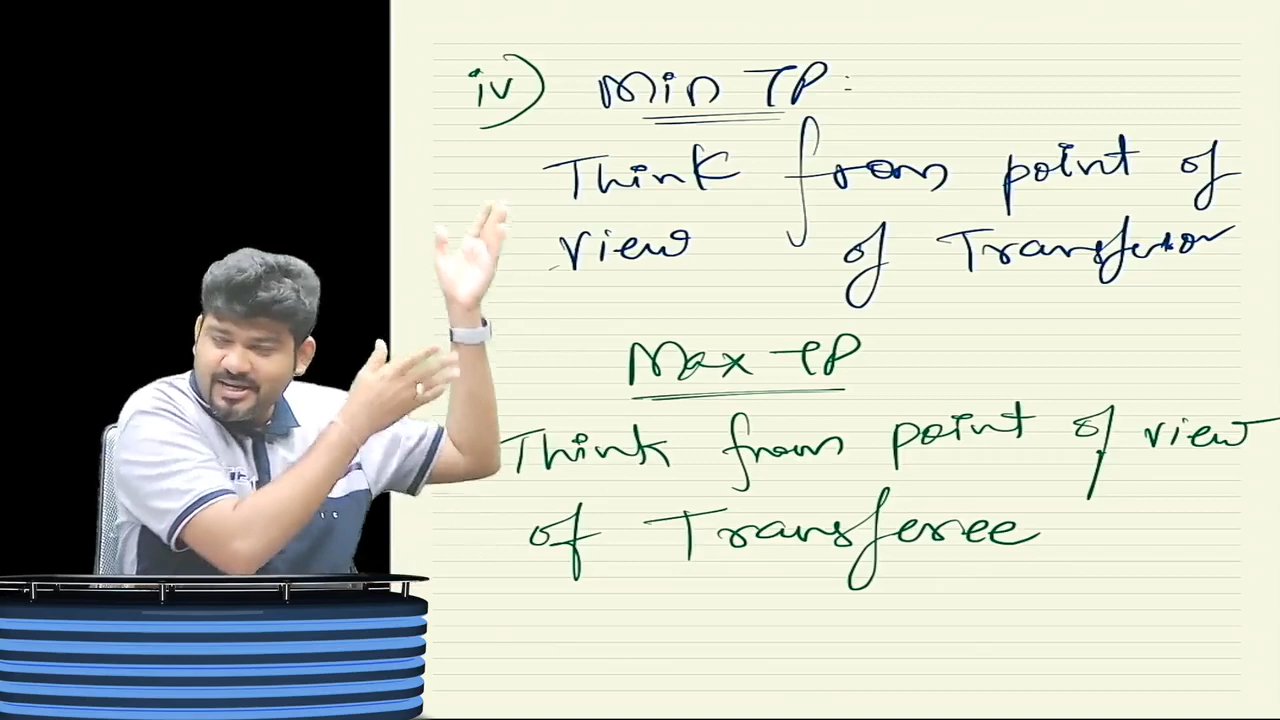 iv) Min TP:
Think from point of
view of Transferor
Max TP
Think from point of view
of Transferee